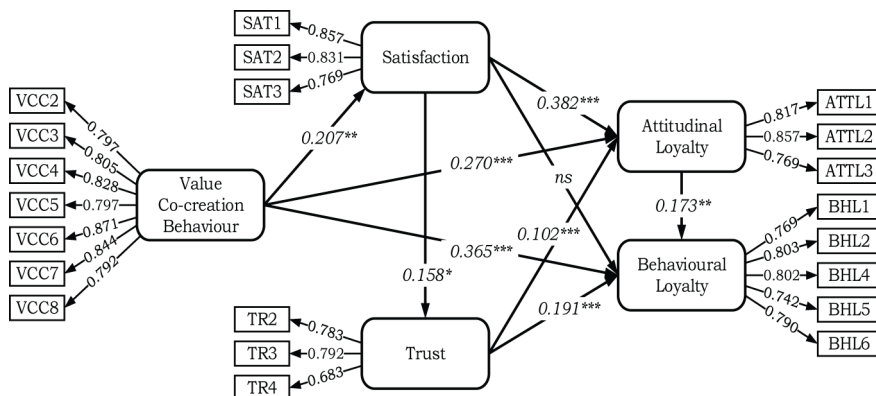 SAT1
SAT2
SAT3
0.857
0.831
0.769
Satisfaction
VCC2
VCC3
VCC4
VCC5
VCC6
VCC7
VCC8
0.797
0.805
0.828
0.797
0.871
0.844
0.792
Value
Co-creation
Behaviour
0.207**
0.382***
0.270***
ns
0.102***
0.365***
0.158*
0.191***
0.173**
Attitudinal
Loyalty
0.817
0.857
0.769
ATTL1
ATTL2
ATTL3
Behavioural
Loyalty
0.769
0.803
0.802
0.742
0.790
BHL1
BHL2
BHL4
BHL5
BHL6
TR2
TR3
TR4
0.783
0.792
0.683
Trust